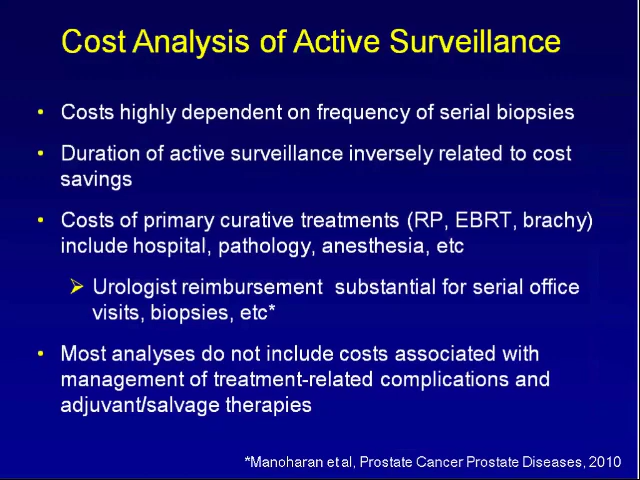 Cost Analysis of Active Surveillance
• Costs highly dependent on frequency of serial biopsies
• Duration of active surveillance inversely related to cost
savings
• Costs of primary curative treatments (RP, EBRT, brachy)
include hospital, pathology, anesthesia, etc
➢ Urologist reimbursement substantial for serial office
visits, biopsies, etc*
• Most analyses do not include costs associated with
management of treatment-related complications and
adjuvant/salvage therapies
*Manoharan et al, Prostate Cancer Prostate Diseases, 2010